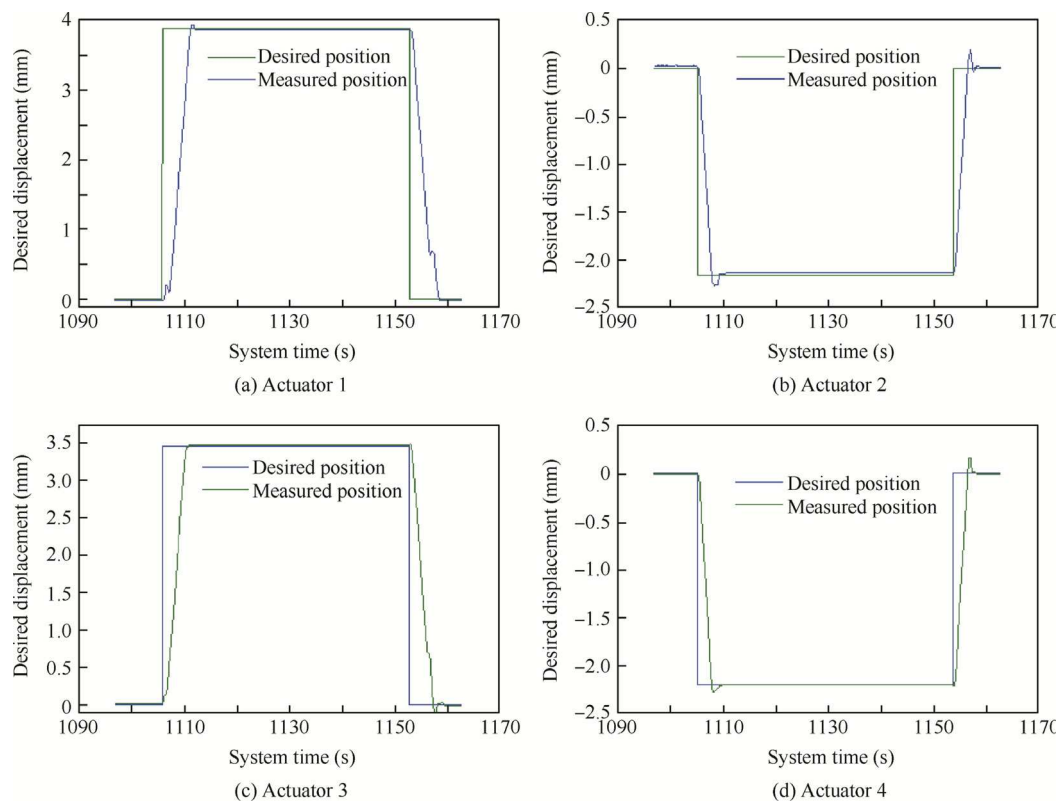 4
3
2
1
0
Desired displacement (mm)
Desired position
Measured position
1090 1110 1130 1150 1170
System time (s)
(a) Actuator 1
0.5
0
−0.5
−1.0
−1.5
−2.0
−2.5
Desired displacement (mm)
Desired position
Measured position
1090 1110 1130 1150 1170
System time (s)
(b) Actuator 2
3.5
3.0
2.5
2.0
3.5
3.0
0.5
0
Desired displacement (mm)
Desired position
Measured position
1090 1110 1130 1150 1170
System time (s)
(c) Actuator 3
0.5
0
−0.5
−1.0
−1.5
−2.0
−2.5
Desired displacement (mm)
Desired position
Measured position
1090 1110 1130 1150 1170
System time (s)
(d) Actuator 4